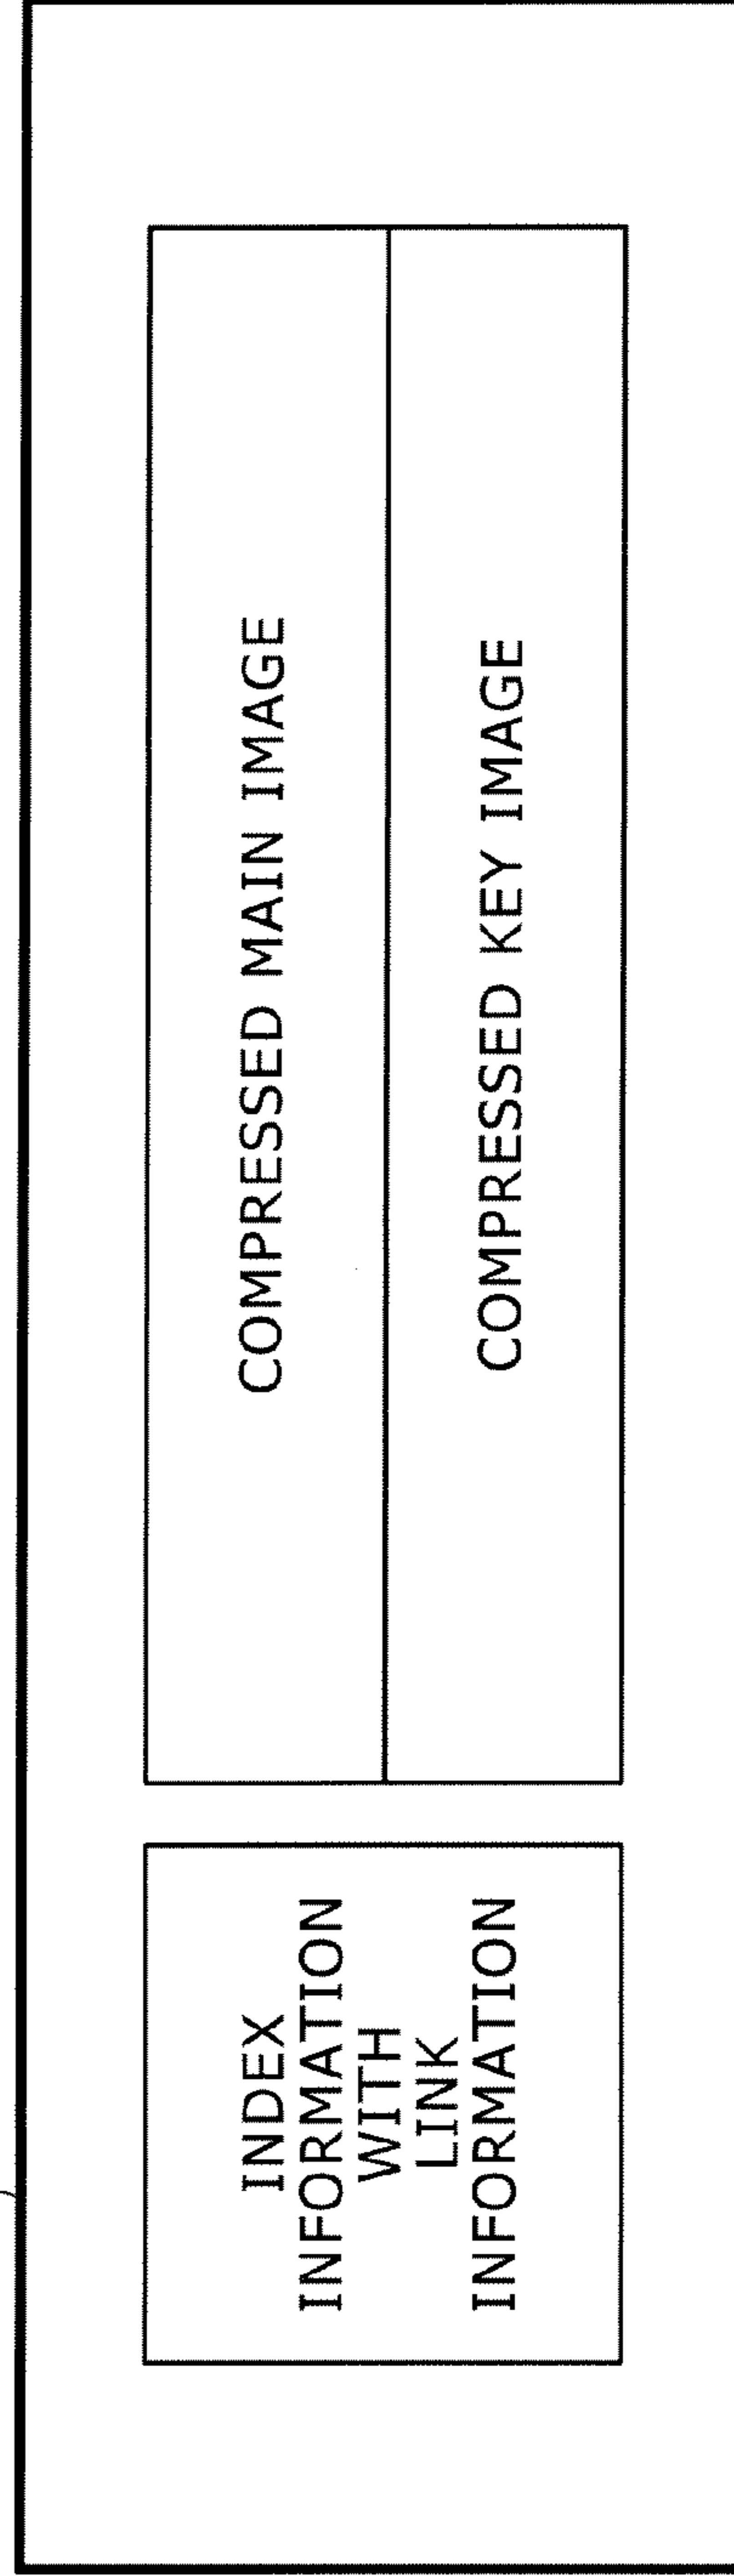 INDEX
INFORMATION
WITH
LINK
INFORMATION
COMPRESSED MAIN IMAGE
COMPRESSED KEY IMAGE